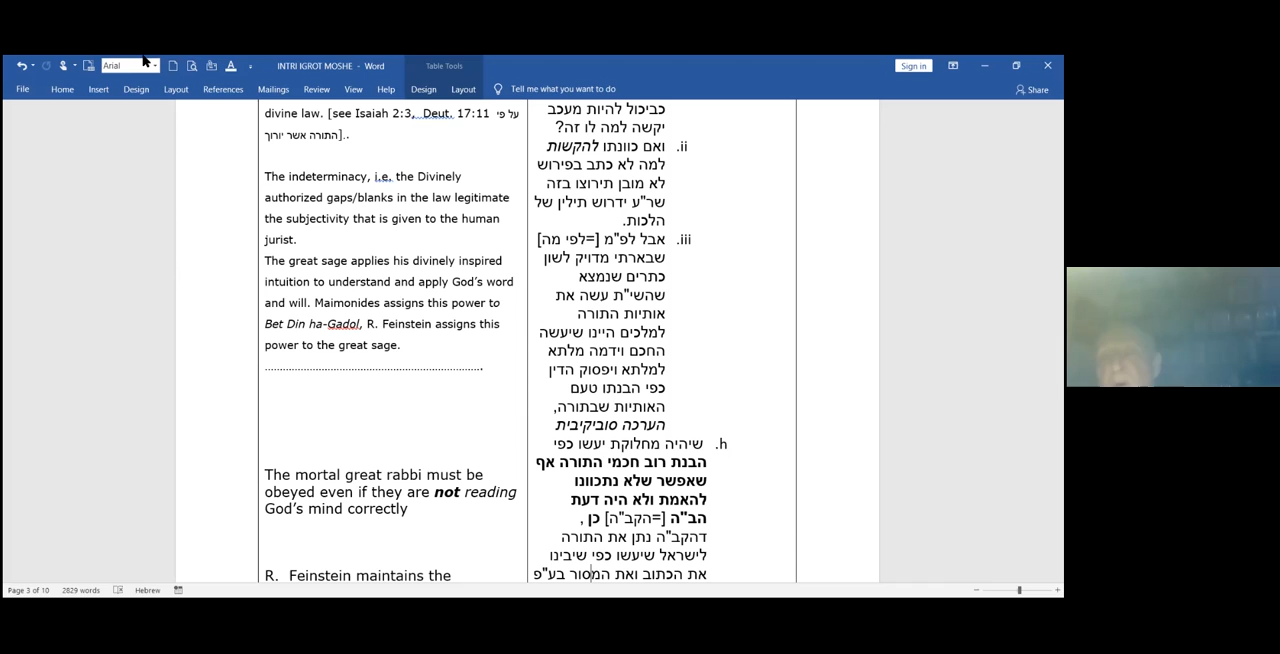 Arial
INTRI IGROT MOSHE - Word
Table Tools
Sign in
File Home Insert Design Layout References Mailings Review View Help Design Layout Tell me what you want to do Share
divine law. [see Isaiah 2:3, Deut. 17:11 על פי
התורה אשר יורוך]..
The indeterminacy, i.e. the Divinely
authorized gaps/blanks in the law legitimate
the subjectivity that is given to the human
jurist.
The great sage applies his divinely inspired
intuition to understand and apply God's word
and will. Maimonides assigns this power to
Bet Din ha-Gadol, R. Feinstein assigns this
power to the great sage.
........................................................................
The mortal great rabbi must be
obeyed even if they are not reading
God's mind correctly
R. Feinstein maintains the
כביכול להיות מעכב
יקשה למה לו זה?
ii. ואם כוונתו להקשות
למה לא כתב בפירוש
לא מובן תירוצו בזה
שר"ע ידרוש תילין של
הלכות.
iii. אבל לפ"מ [=לפי מה]
שבארתי מדויק לשון
כתרים שנמצא
שהשי"ת עשה את
אותיות התורה
למלכים היינו שיעשה
החכם וידמה מלתא
למלתא ויפסוק הדין
כפי הבנתו טעם
האותיות שבתורה,
הערכה סוביקיבית
h. שיהיה מחלוקת יעשו כפי
הבנת רוב חכמי התורה אף
שאפשר שלא נתכוונו
להאמת ולא היה דעת
הב"ה [=הקב"ה] כן ,
דהקב"ה נתן את התורה
לישראל שיעשו כפי שיבינו
את הכתוב ואת המסור בע"פ
Page 3 of 10 2829 words Hebrew